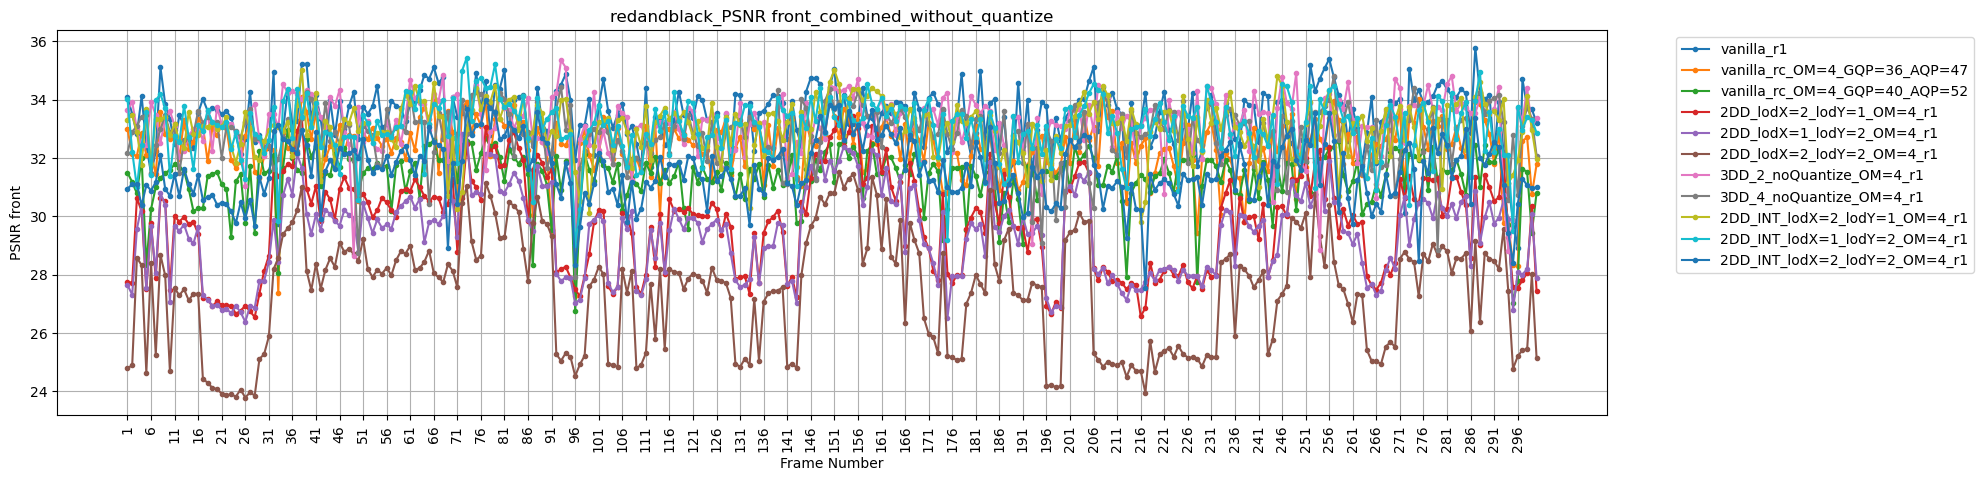 redandblack_PSNR front_combined_without_quantize
PSNR front
36
34
32
30
28
26
24
1 6 11 16 21 26 31 36 41 46 51 56 61 66 71 76 81 86 91 96 101 106 111 116 121 126 131 136 141 146 151 156 161 166 171 176 181 186 191 196 201 206 211 216 221 226 231 236 241 246 251 256 261 266 271 276 281 286 291 296
Frame Number
vanilla_r1
vanilla_rc_OM=4_GQP=36_AQP=47
vanilla_rc_OM=4_GQP=40_AQP=52
2DD_lodX=2_lodY=1_OM=4_r1
2DD_lodX=1_lodY=2_OM=4_r1
2DD_lodX=2_lodY=2_OM=4_r1
3DD_2_noQuantize_OM=4_r1
3DD_4_noQuantize_OM=4_r1
2DD_INT_lodX=2_lodY=1_OM=4_r1
2DD_INT_lodX=1_lodY=2_OM=4_r1
2DD_INT_lodX=2_lodY=2_OM=4_r1